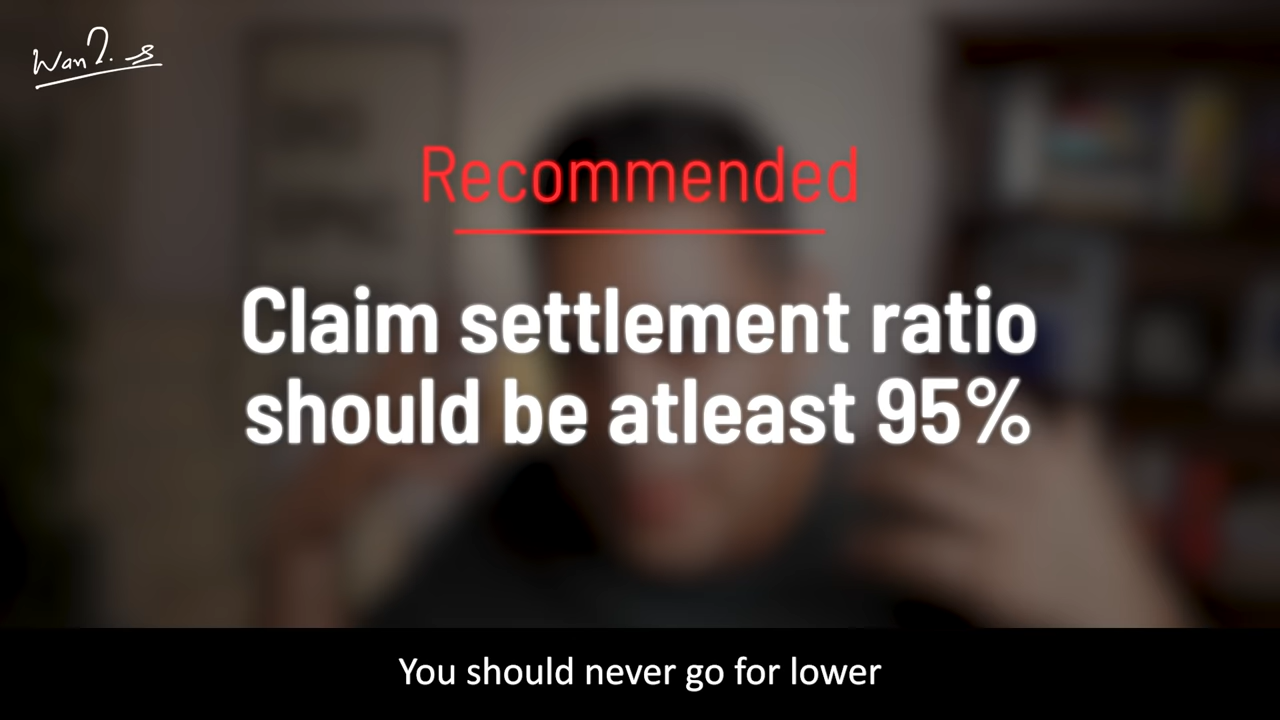 Recommended
Claim settlement ratio
should be atleast 95%
You should never go for lower